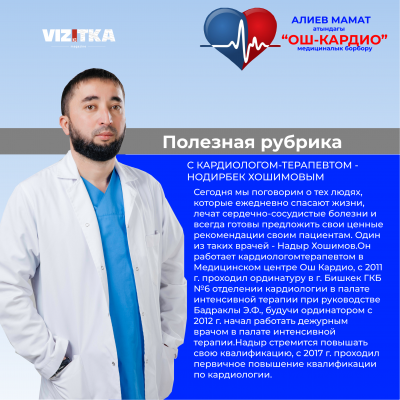 VIZITKA
АЛИЕВ МАМАТ
атындагы
“ОШ-КАРДИО”
медициналык борбору
Полезная рубрика
С КАРДИОЛОГОМ-ТЕРАПЕВТОМ -
НОДИРБЕК ХОШИМОВЫМ
Сегодня мы поговорим о тех людях,
которые ежедневно спасают жизни,
лечат сердечно-сосудистые болезни и
всегда готовы предложить свои ценные
рекомендации своим пациентам. Один
из таких врачей - Надыр Хошимов.Он
работает кардиологомтерапевтом в
Медицинском центре Ош Кардио, с 2011
г. проходил ординатуру в г. Бишкек ГКБ
№6 отделении кардиологии в палате
интенсивной терапии при руководстве
Бадраклы Э.Ф., будучи ординатором с
2012 г. начал работать дежурным
врачом в палате интенсивной
терапии.Надыр стремится повышать
свою квалификацию, с 2017 г. проходил
первичное повышение квалификации
по кардиологии.